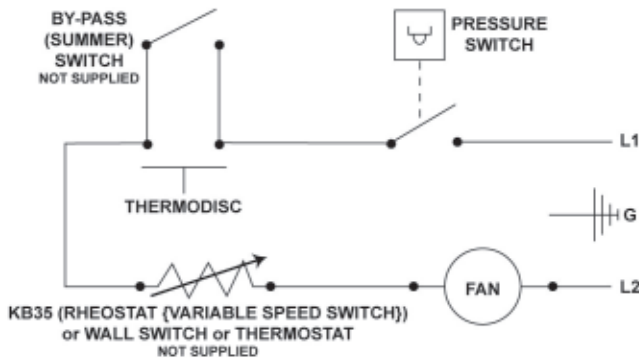 BY-PASS
(SUMMER)
SWITCH
NOT SUPPLIED
PRESSURE
SWITCH
L1
THERMODISC
G
FAN
L2
KB35 (RHEOSTAT {VARIABLE SPEED SWITCH})
or WALL SWITCH or THERMOSTAT
NOT SUPPLIED